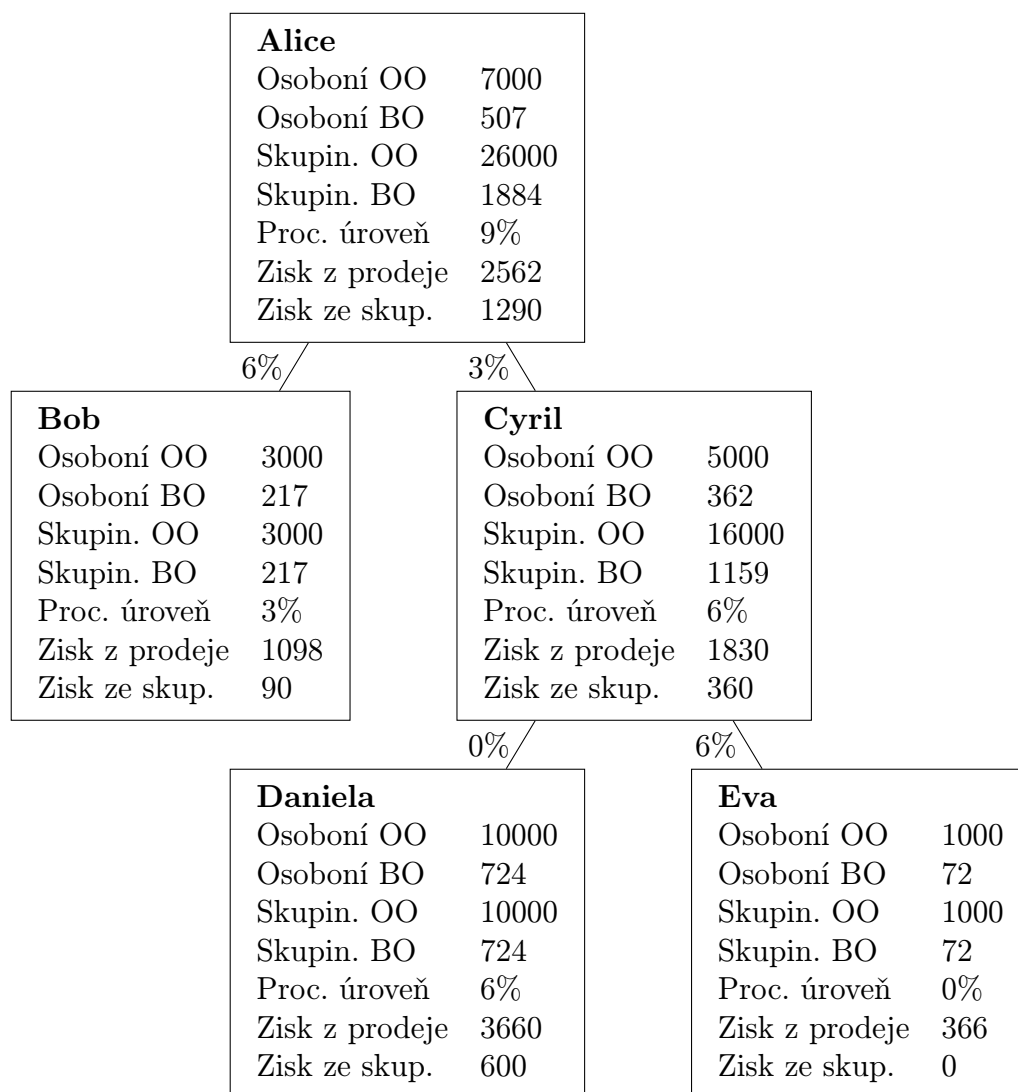 Alice
Osoboní OO 7000
Osoboní BO 507
Skupin. OO 26000
Skupin. BO 1884
Proc. úroveň 9%
Zisk z prodeje 2562
Zisk ze skup. 1290
6% 3%
Bob
Osoboní OO 3000
Osoboní BO 217
Skupin. OO 3000
Skupin. BO 217
Proc. úroveň 3%
Zisk z prodeje 1098
Zisk ze skup. 90
Cyril
Osoboní OO 5000
Osoboní BO 362
Skupin. OO 16000
Skupin. BO 1159
Proc. úroveň 6%
Zisk z prodeje 1830
Zisk ze skup. 360
0% 6%
Daniela
Osoboní OO 10000
Osoboní BO 724
Skupin. OO 10000
Skupin. BO 724
Proc. úroveň 6%
Zisk z prodeje 3660
Zisk ze skup. 600
Eva
Osoboní OO 1000
Osoboní BO 72
Skupin. OO 1000
Skupin. BO 72
Proc. úroveň 0%
Zisk z prodeje 366
Zisk ze skup. 0